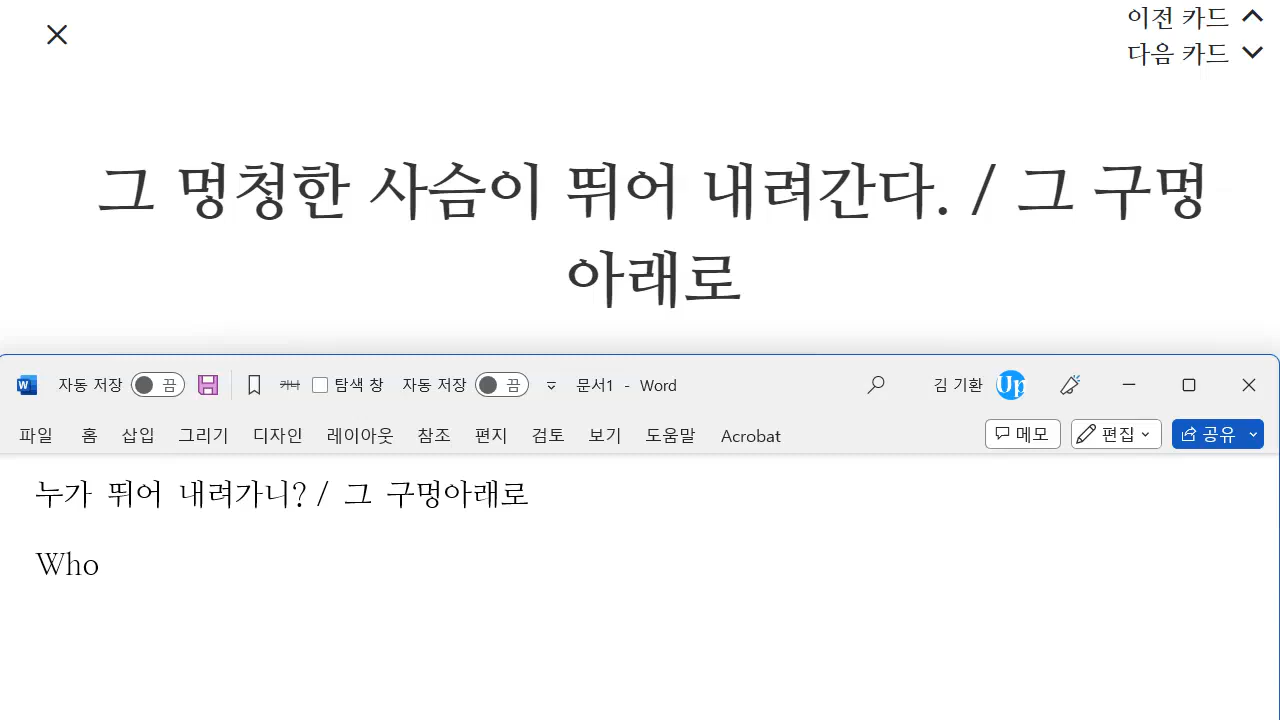 이전 카드
다음 카드
그 멍청한 사슴이 뛰어 내려간다. / 그 구멍
아래로
자동 저장 끔 가나 탐색 창 자동 저장 끔 문서1 - Word 김 기환 Up
파일 홈 삽입 그리기 디자인 레이아웃 참조 편지 검토 보기 도움말 Acrobat 메모 편집 공유
누가 뛰어 내려가니? / 그 구멍아래로
Who